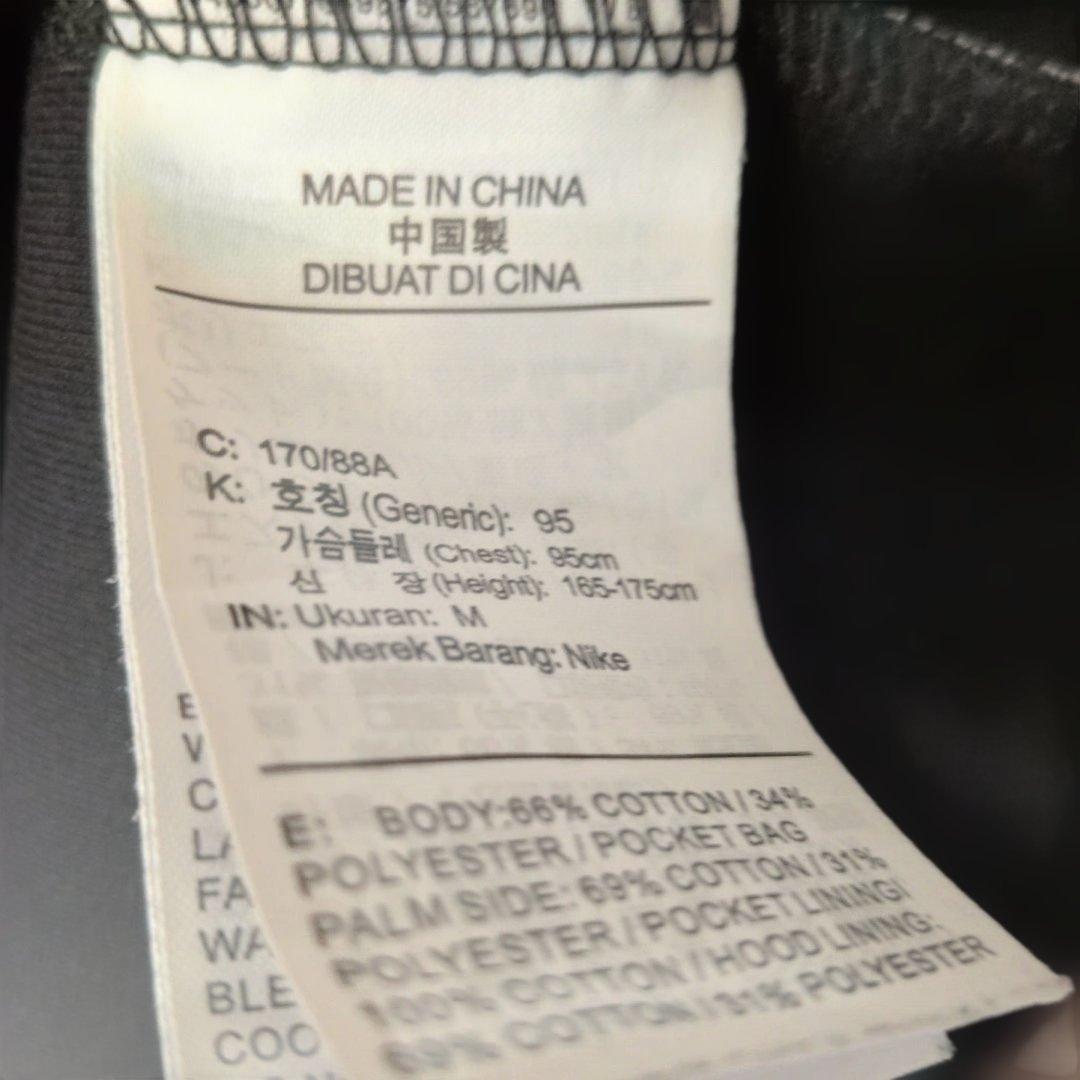 MADE IN CHINA
中国製
DIBUAT DI CINA
C: 170/88A
K: 호칭 (Generic): 95
가슴둘레 (Chest): 95cm
신 장 (Height): 165-175cm
IN: Ukuran: M
Merek Barang: Nike
E: BODY:66% COTTON / 34%
POLYESTER / POCKET BAG
PALM SIDE: 69% COTTON / 31%
POLYESTER / POCKET LINING:
100% COTTON / HOOD LINING:
69% COTTON / 31% POLYESTER